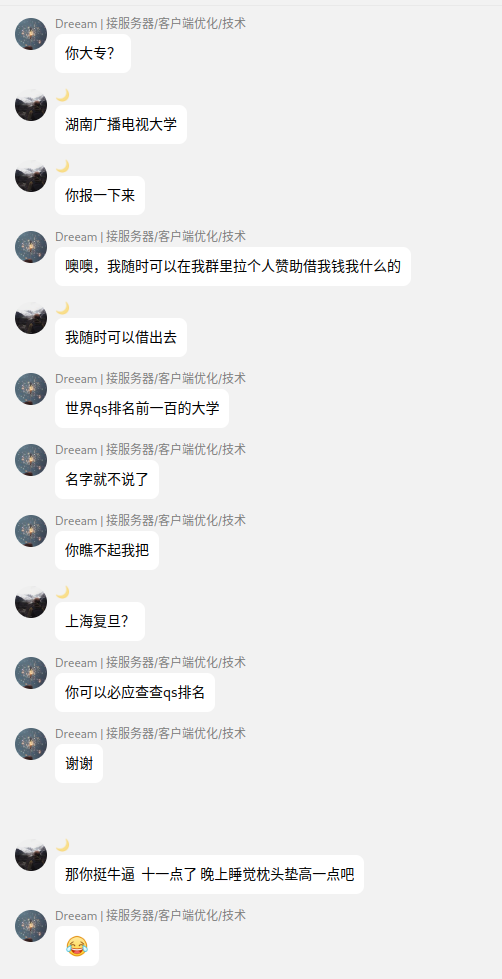 Dreeam | 接服务器/客户端优化/技术
你大专？
🌙
湖南广播电视大学
🌙
你报一下来
Dreeam | 接服务器/客户端优化/技术
噢噢，我随时可以在我群里拉个人赞助借我钱我什么的
🌙
我随时可以借出去
Dreeam | 接服务器/客户端优化/技术
世界qs排名前一百的大学
Dreeam | 接服务器/客户端优化/技术
名字就不说了
Dreeam | 接服务器/客户端优化/技术
你瞧不起我把
🌙
上海复旦？
Dreeam | 接服务器/客户端优化/技术
你可以必应查查qs排名
Dreeam | 接服务器/客户端优化/技术
谢谢
🌙
那你挺牛逼 十一点了 晚上睡觉枕头垫高一点吧
Dreeam | 接服务器/客户端优化/技术
😂